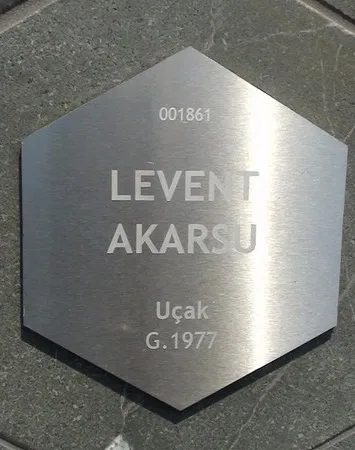 001861
LEVENT
AKARSU
Uçak
G.1977